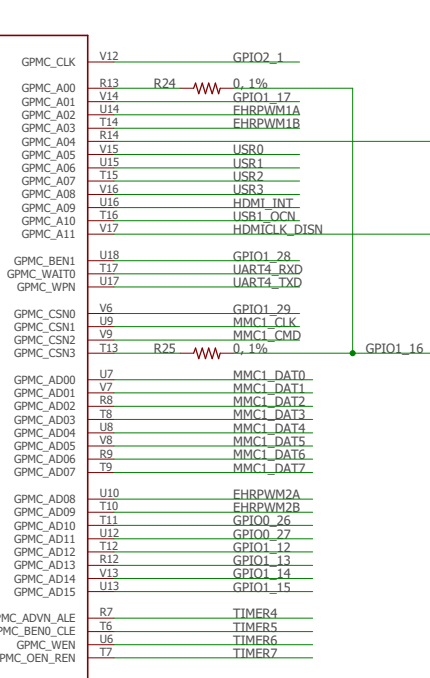 GPMC_CLK V12 GPIO2_1
GPMC_A00 R13 R24 0, 1%
GPMC_A01 V14 GPIO1_17
GPMC_A02 U14 EHRPWM1A
GPMC_A03 T14 EHRPWM1B
GPMC_A04 R14
GPMC_A05 V15 USR0
GPMC_A06 U15 USR1
GPMC_A07 T15 USR2
GPMC_A08 V16 USR3
GPMC_A09 U16 HDMI_INT
GPMC_A10 T16 USB1_OCN
GPMC_A11 V17 HDMICLK_DISN
GPMC_BEN1 U18 GPIO1_28
GPMC_WAIT0 T17 UART4_RXD
GPMC_WPN U17 UART4_TXD
GPMC_CSN0 V6 GPIO1_29
GPMC_CSN1 U9 MMC1_CLK
GPMC_CSN2 V9 MMC1_CMD
GPMC_CSN3 T13 R25 0, 1% GPIO1_16
GPMC_AD00 U7 MMC1_DAT0
GPMC_AD01 V7 MMC1_DAT1
GPMC_AD02 R8 MMC1_DAT2
GPMC_AD03 T8 MMC1_DAT3
GPMC_AD04 U8 MMC1_DAT4
GPMC_AD05 V8 MMC1_DAT5
GPMC_AD06 R9 MMC1_DAT6
GPMC_AD07 T9 MMC1_DAT7
GPMC_AD08 U10 EHRPWM2A
GPMC_AD09 T10 EHRPWM2B
GPMC_AD10 T11 GPIO0_26
GPMC_AD11 U12 GPIO0_27
GPMC_AD12 T12 GPIO1_12
GPMC_AD13 R12 GPIO1_13
GPMC_AD14 V13 GPIO1_14
GPMC_AD15 U13 GPIO1_15
PMC_ADVN_ALE R7 TIMER4
PMC_BEN0_CLE T6 TIMER5
GPMC_WEN U6 TIMER6
GPMC_OEN_REN T7 TIMER7